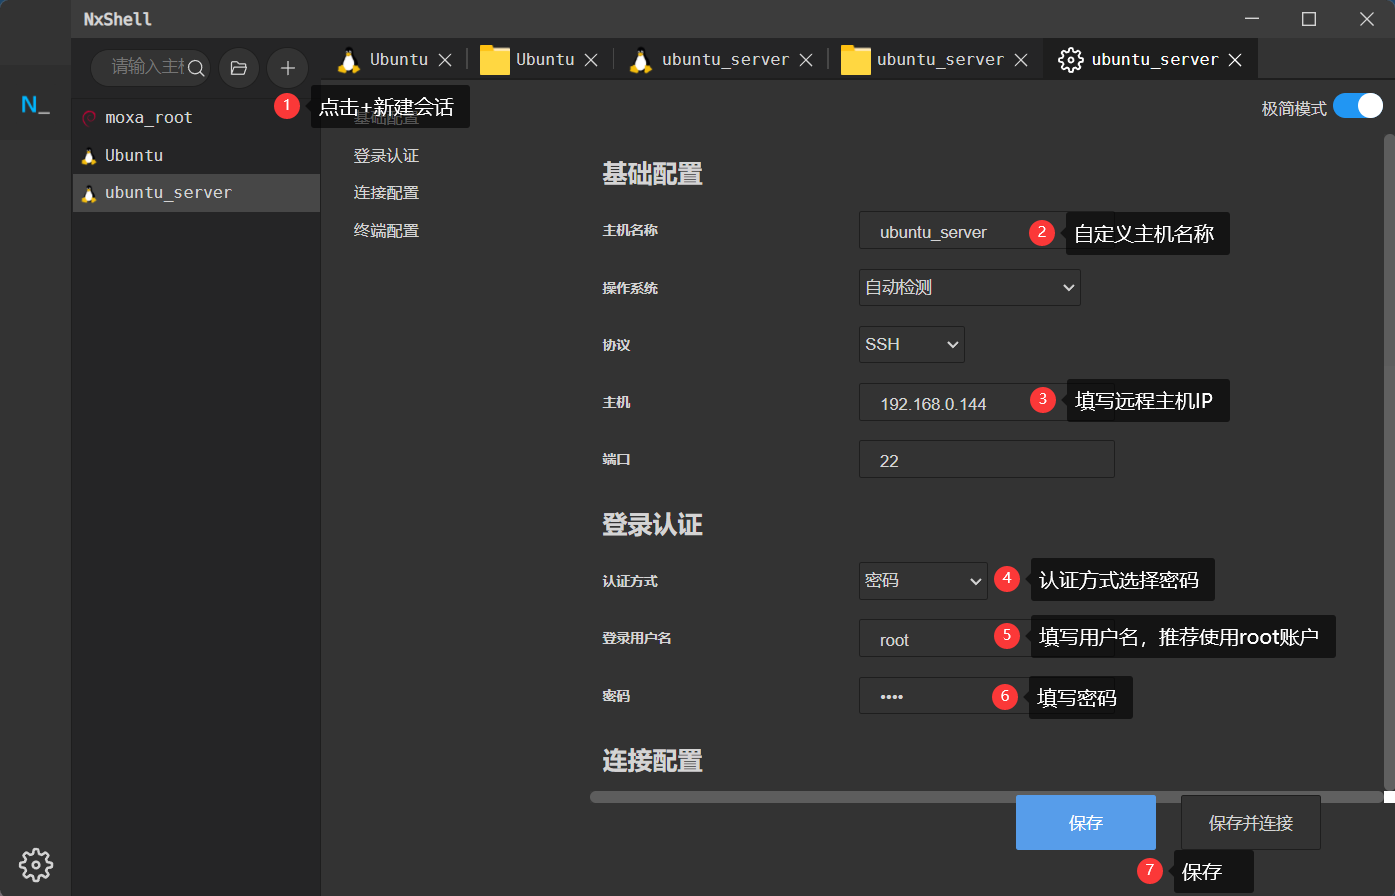 NxShell
请输入主机
Ubuntu
Ubuntu
ubuntu_server
ubuntu_server
ubuntu_server
N_
1
点击+新建会话
极简模式
moxa_root
Ubuntu
ubuntu_server
基础配置
登录认证
连接配置
终端配置
基础配置
主机名称
ubuntu_server
2
自定义主机名称
操作系统
自动检测
协议
SSH
主机
192.168.0.144
3
填写远程主机IP
端口
22
登录认证
认证方式
密码
4
认证方式选择密码
登录用户名
root
5
填写用户名，推荐使用root账户
密码
••••
6
填写密码
连接配置
保存
保存并连接
7
保存